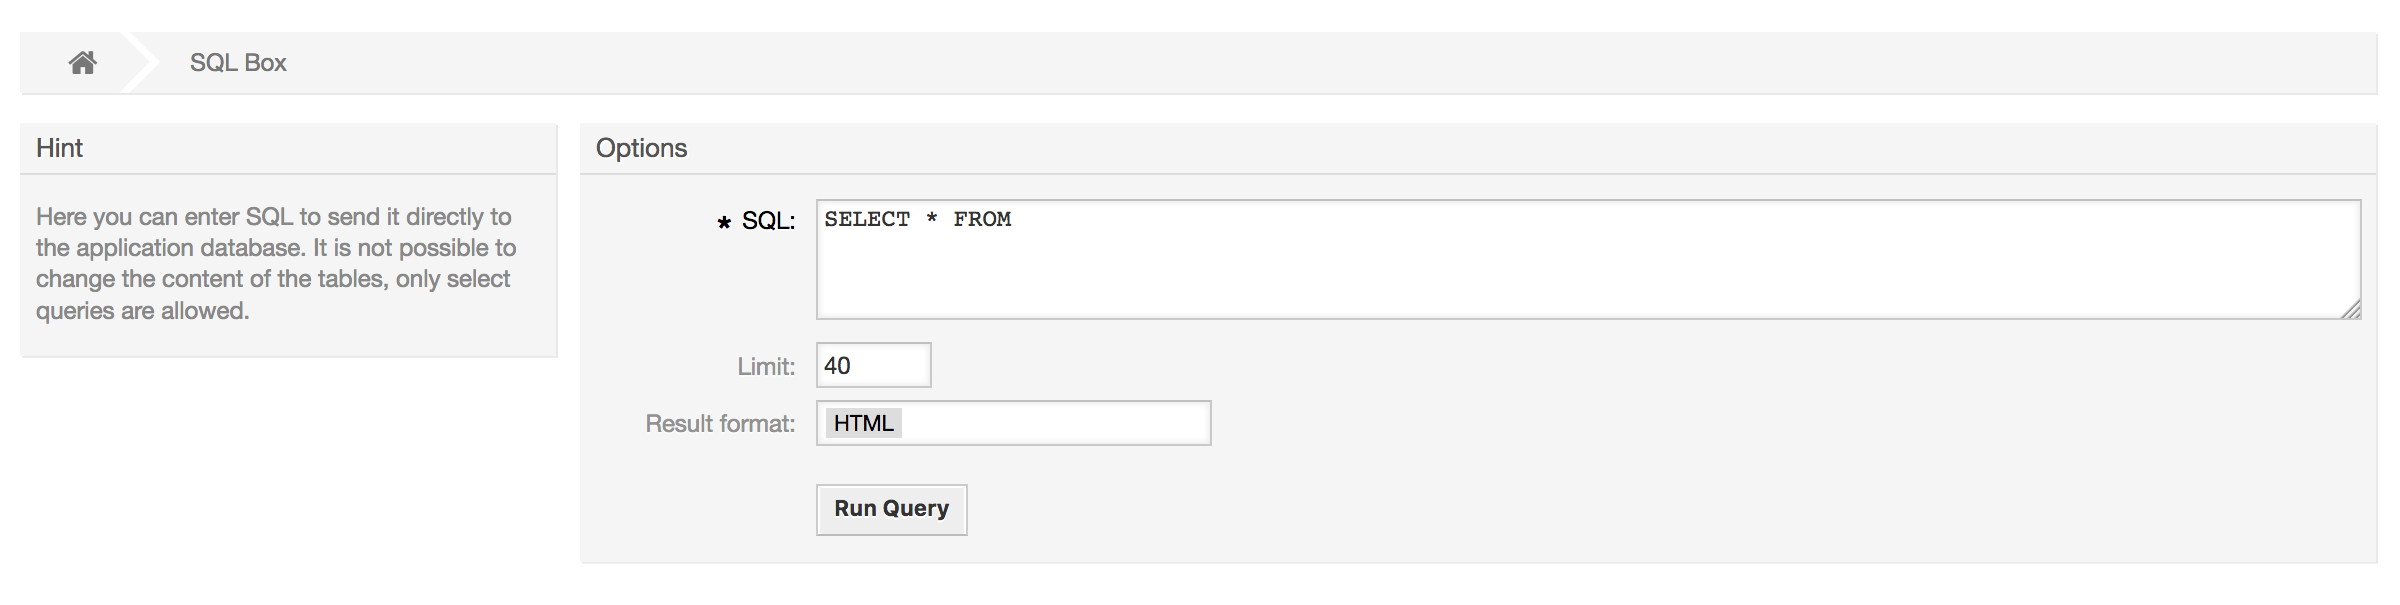 SQL Box
Hint
Here you can enter SQL to send it directly to
the application database. It is not possible to
change the content of the tables, only select
queries are allowed.
Options
* SQL:
SELECT * FROM
Limit:
40
Result format:
HTML
Run Query